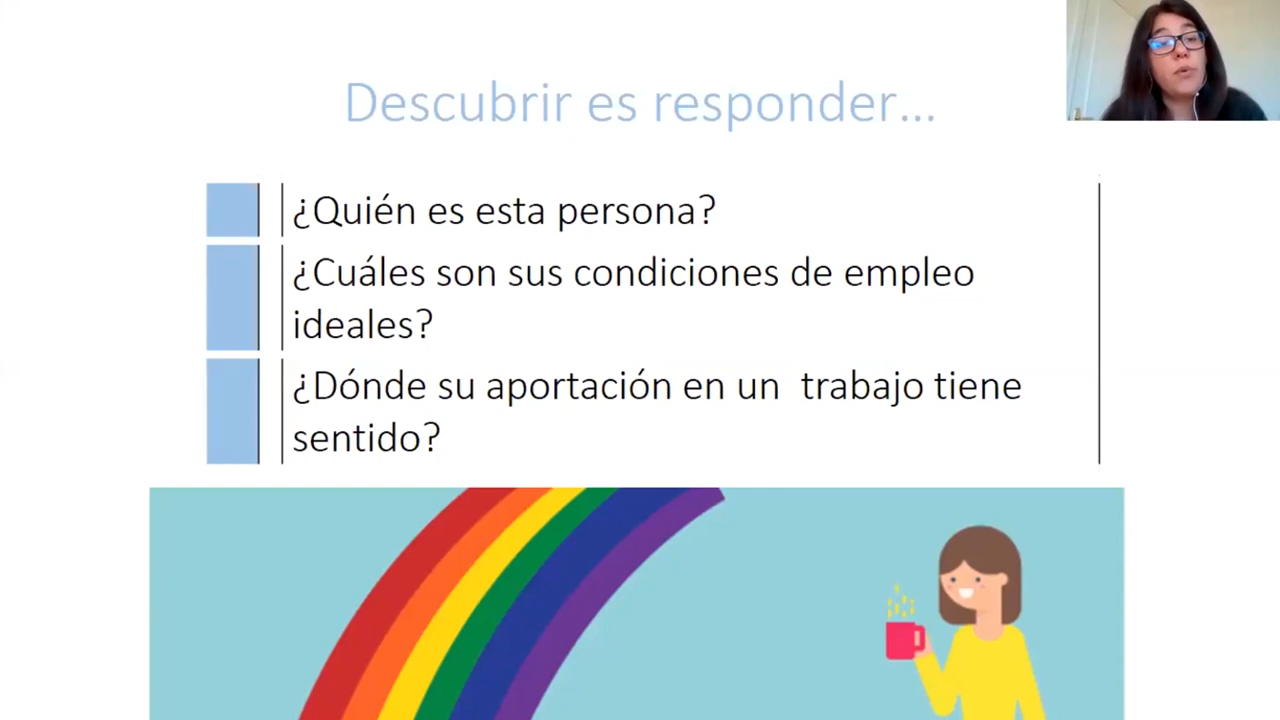 Descubrir es responder...
¿Quién es esta persona?
¿Cuáles son sus condiciones de empleo
ideales?
¿Dónde su aportación en un trabajo tiene
sentido?